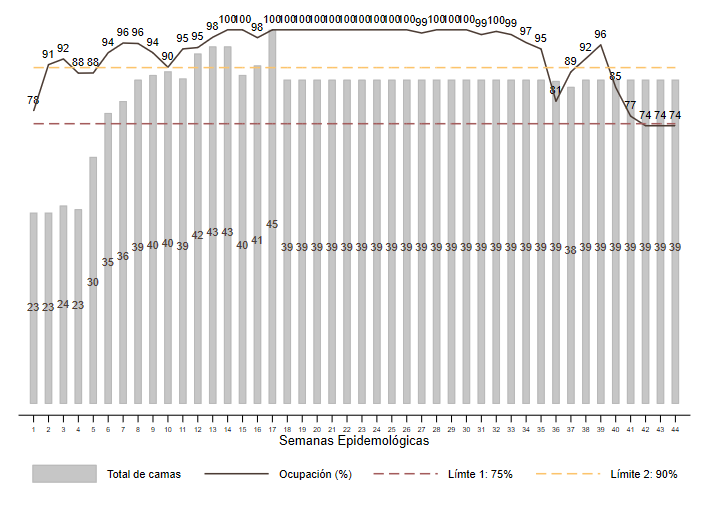 78 91 92 88 88 94 96 96 94 90 95 95 98 100 100 98 100 100 100 100 100 100 100 100 100 100 99 100 100 100 99 100 99 97 95 81 89 92 96 85 77 74 74 74
23 23 24 23 30 35 36 39 40 40 39 42 43 43 40 41 45 39 39 39 39 39 39 39 39 39 39 39 39 39 39 39 39 39 39 39 38 39 39 39 39 39 39 39
1 2 3 4 5 6 7 8 9 10 11 12 13 14 15 16 17 18 19 20 21 22 23 24 25 26 27 28 29 30 31 32 33 34 35 36 37 38 39 40 41 42 43 44
Semanas Epidemológicas
Total de camas Ocupación (%) Límte 1: 75% Límite 2: 90%